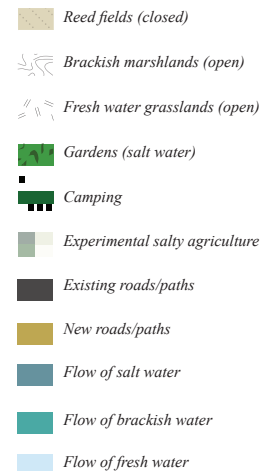 Reed fields (closed)
Brackish marshlands (open)
Fresh water grasslands (open)
Gardens (salt water)
Camping
Experimental salty agriculture
Existing roads/paths
New roads/paths
Flow of salt water
Flow of brackish water
Flow of fresh water